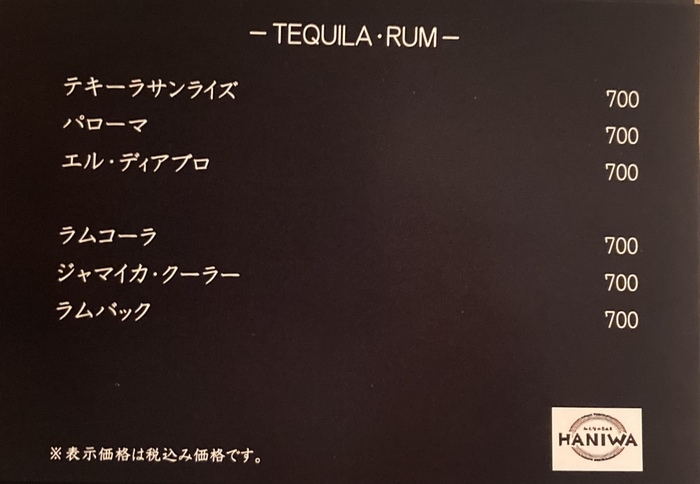 －TEQUILA・RUM－
テキーラサンライズ 700
パローマ 700
エル・ディアブロ 700
ラムコーラ 700
ジャマイカ・クーラー 700
ラムバック 700
※表示価格は税込み価格です。
HANIWA